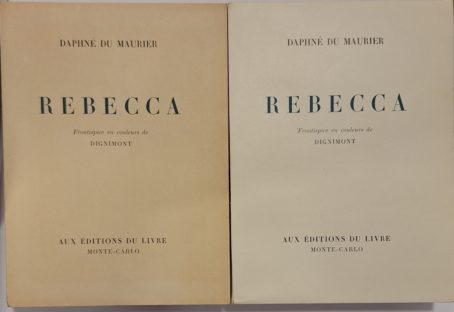 DAPHNÉ DU MAURIER
REBECCA
Frontispice en couleurs de
DIGNIMONT
AUX ÉDITIONS DU LIVRE
MONTE-CARLO
DAPHNÉ DU MAURIER
REBECCA
Frontispice en couleurs de
DIGNIMONT
AUX ÉDITIONS DU LIVRE
MONTE-CARLO